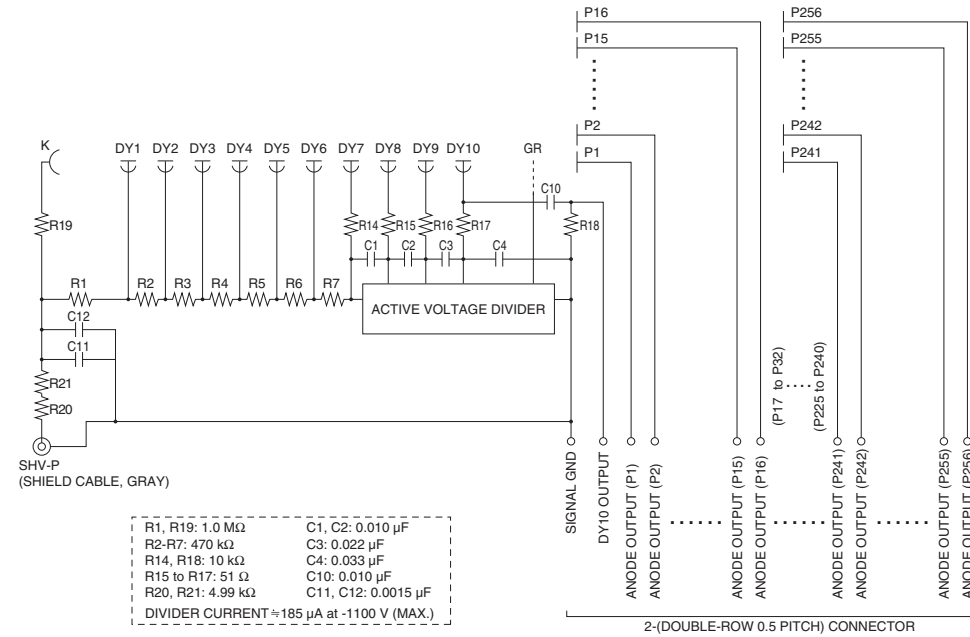 P16
P256
P15
P255
P2
P242
P1
P241
K
DY1 DY2 DY3 DY4 DY5 DY6 DY7 DY8 DY9 DY10
GR
C10
R19
R14 R15 R16 R17 R18
C1 C2 C3 C4
R1 R2 R3 R4 R5 R6 R7
ACTIVE VOLTAGE DIVIDER
C12
C11
R21
R20
SHV-P
(SHIELD CABLE, GRAY)
(P17 to P32)
(P225 to P240)
SIGNAL GND
DY10 OUTPUT
ANODE OUTPUT (P1)
ANODE OUTPUT (P2)
ANODE OUTPUT (P15)
ANODE OUTPUT (P16)
ANODE OUTPUT (P241)
ANODE OUTPUT (P242)
ANODE OUTPUT (P255)
ANODE OUTPUT (P256)
R1, R19: 1.0 MΩ C1, C2: 0.010 µF
R2-R7: 470 kΩ C3: 0.022 µF
R14, R18: 10 kΩ C4: 0.033 µF
R15 to R17: 51 Ω C10: 0.010 µF
R20, R21: 4.99 kΩ C11, C12: 0.0015 µF
DIVIDER CURRENT≒185 µA at -1100 V (MAX.)
2-(DOUBLE-ROW 0.5 PITCH) CONNECTOR